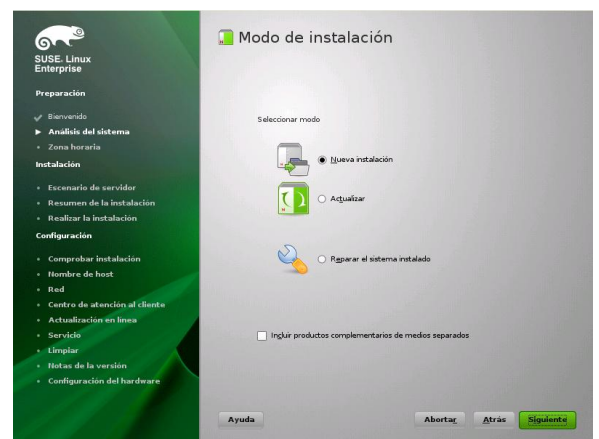 SUSE. Linux
Enterprise
Preparación
Bienvenido
Análisis del sistema
Zona horaria
Instalación
Escenario de servidor
Resumen de la instalación
Realizar la instalación
Configuración
Comprobar instalación
Nombre de host
Red
Centro de atención al cliente
Actualización en línea
Servicio
Limpiar
Notas de la versión
Configuración del hardware
Modo de instalación
Seleccionar modo
Nueva instalación
Actualizar
Reparar el sistema instalado
Incluir productos complementarios de medios separados
Ayuda
Abortar
Atrás
Siguiente